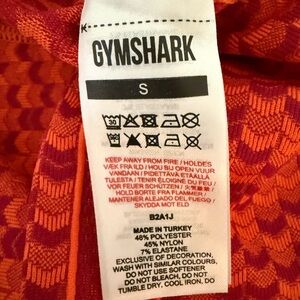 GYMSHARK
S
KEEP AWAY FROM FIRE / HOLDES
VÆK FRA ILD / HOU BIJ OPEN VUUR
VANDAAN / PIDETTÄVÄ ETÄÄLLÄ
TULESTA / TENIR ÉLOIGNÉ DU FEU /
VOR FEUER SCHÜTZEN /
HOLD BORTE FRA FLAMMER /
MANTENER ALEJADO DEL FUEGO /
SKYDDA MOT ELD
B2A1J
MADE IN TURKEY
48% POLYESTER
45% NYLON
7% ELASTANE
EXCLUSIVE OF DECORATION,
WASH WITH SIMILAR COLOURS,
DO NOT USE SOFTENER
DO NOT BLEACH, DO NOT
TUMBLE DRY, COOL IRON, DO